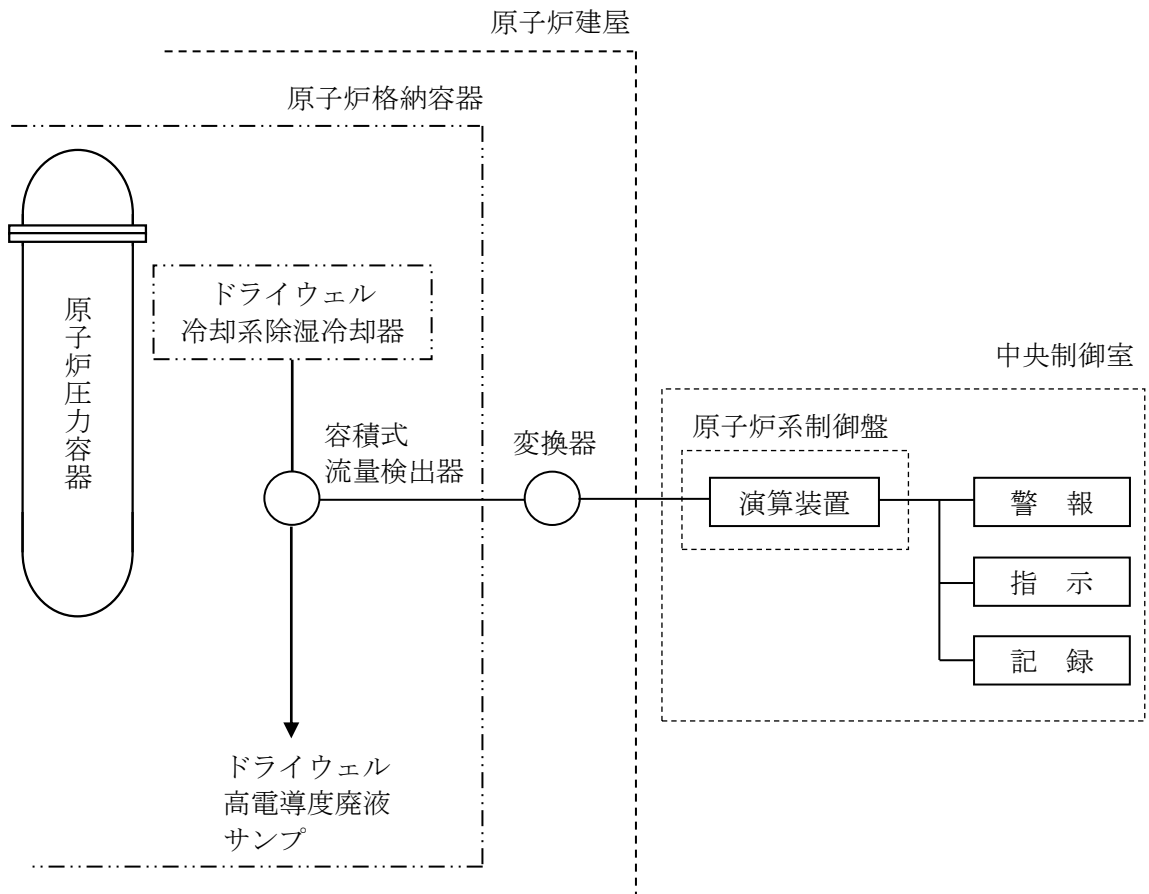 原子炉建屋
原子炉格納容器
原子炉圧力容器
ドライウェル
冷却系除湿冷却器
容積式
流量検出器
変換器
中央制御室
原子炉系制御盤
演算装置
警　報
指　示
記　録
ドライウェル
高電導度廃液
サンプ